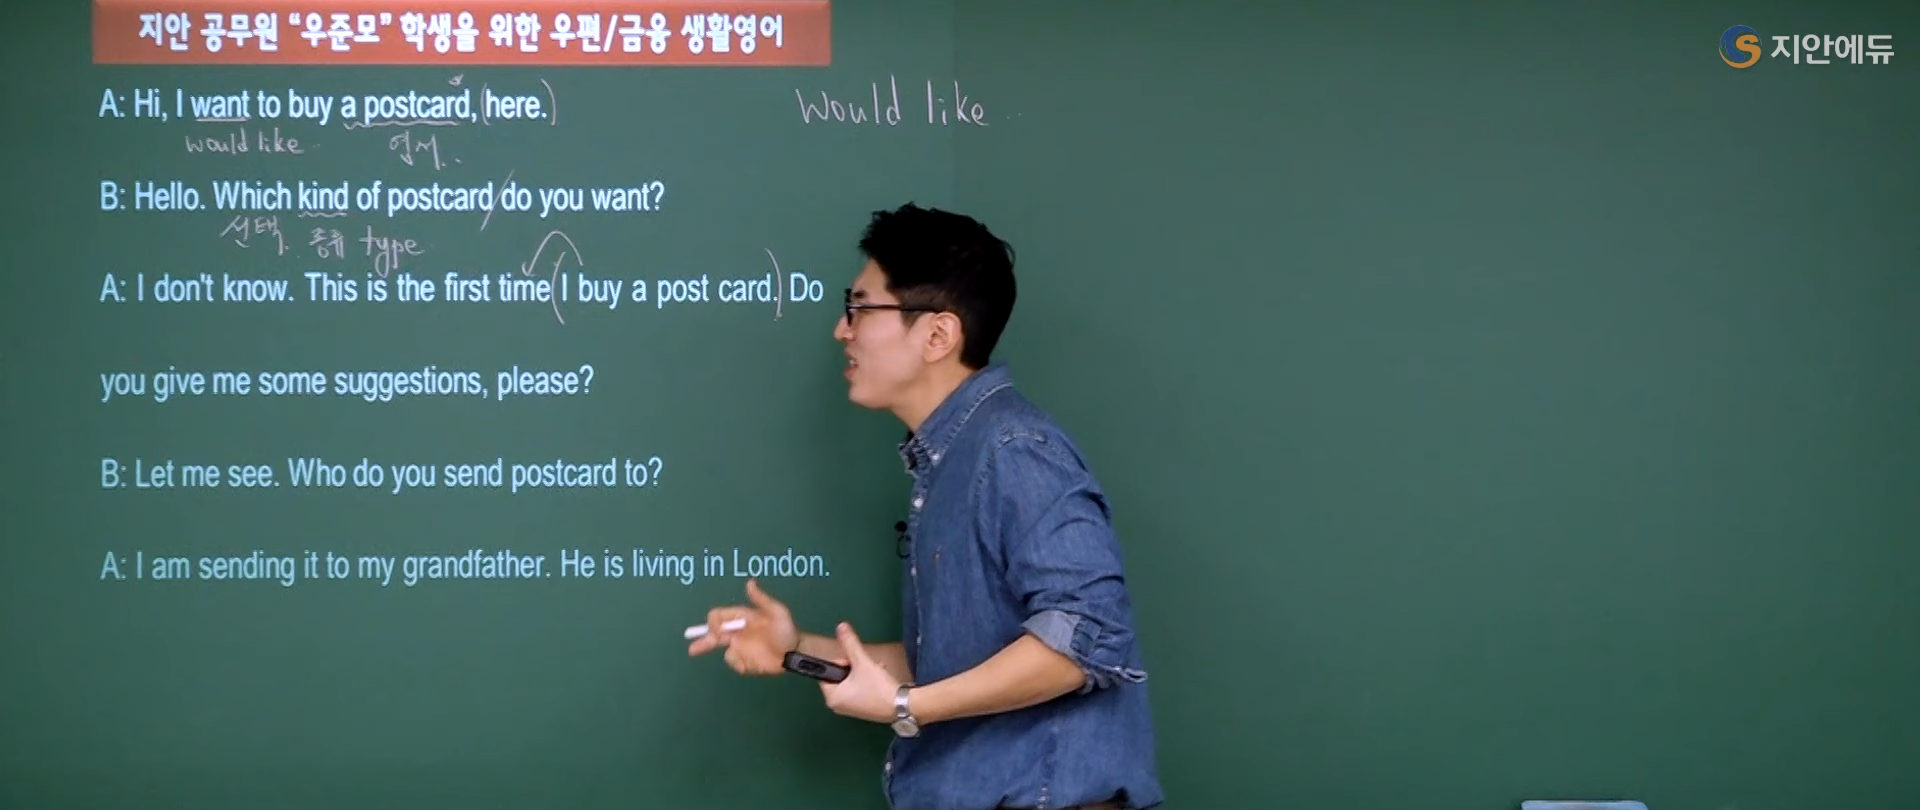 지안 공무원 “우준모” 학생을 위한 우편/금융 생활영어
지안에듀
A: Hi, I want to buy a postcard, (here.)
would like
엽서..
would like
B: Hello. Which kind of postcard / do you want?
선택. 종류 type
A: I don't know. This is the first time (I buy a post card.) Do
you give me some suggestions, please?
B: Let me see. Who do you send postcard to?
A: I am sending it to my grandfather. He is living in London.